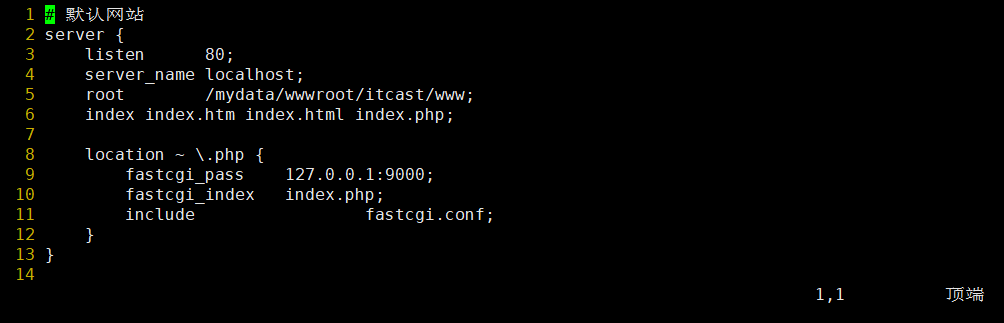 1 # 默认网站
2 server {
3     listen      80;
4     server_name localhost;
5     root        /mydata/wwwroot/itcast/www;
6     index index.htm index.html index.php;
7
8     location ~ \.php {
9         fastcgi_pass    127.0.0.1:9000;
10         fastcgi_index   index.php;
11         include                 fastcgi.conf;
12     }
13 }
14
1,1          顶端